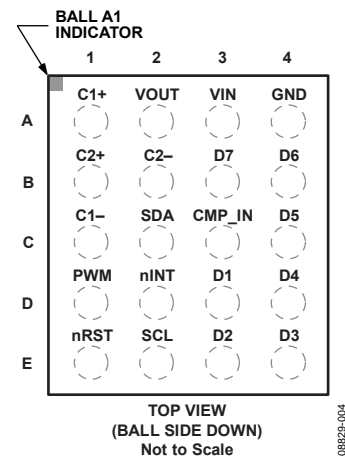 BALL A1
INDICATOR
1 2 3 4
C1+ VOUT VIN GND
A
C2+ C2– D7 D6
B
C1– SDA CMP_IN D5
C
PWM nINT D1 D4
D
nRST SCL D2 D3
E
TOP VIEW
(BALL SIDE DOWN)
Not to Scale
08829-004